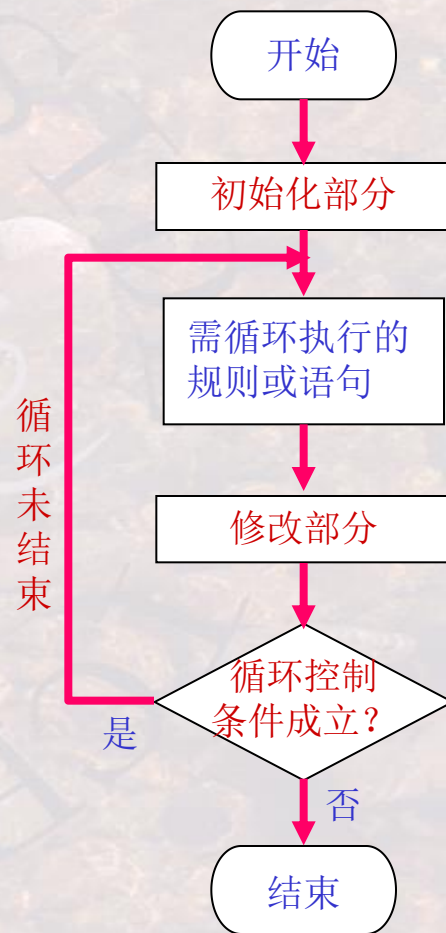 开始
初始化部分
需循环执行的
规则或语句
循
环
未
结
束
修改部分
循环控制
条件成立？
是
否
结束